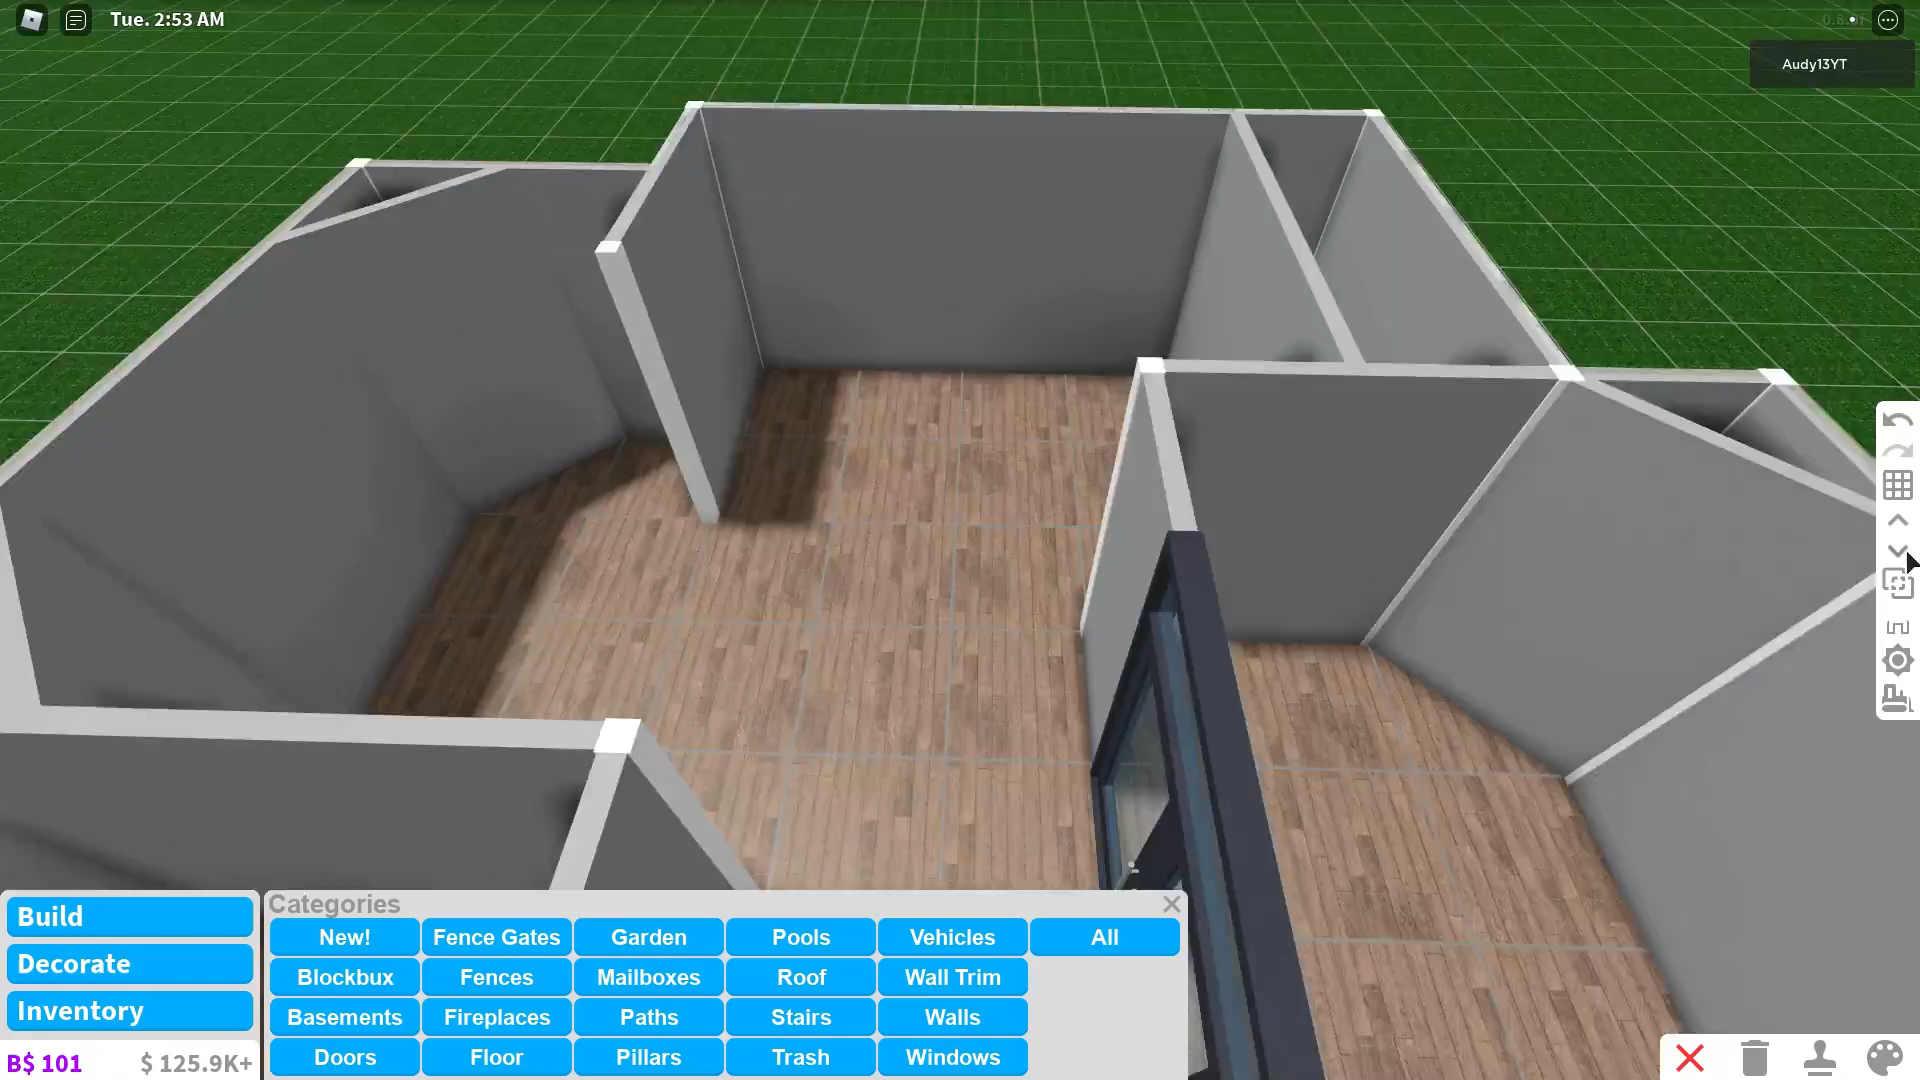 Tue. 2:53 AM
Audy13YT
Build
Decorate
Inventory
B$ 101
$ 125.9K+
Categories
New! Fence Gates Garden Pools Vehicles All
Blockbux Fences Mailboxes Roof Wall Trim
Basements Fireplaces Paths Stairs Walls
Doors Floor Pillars Trash Windows